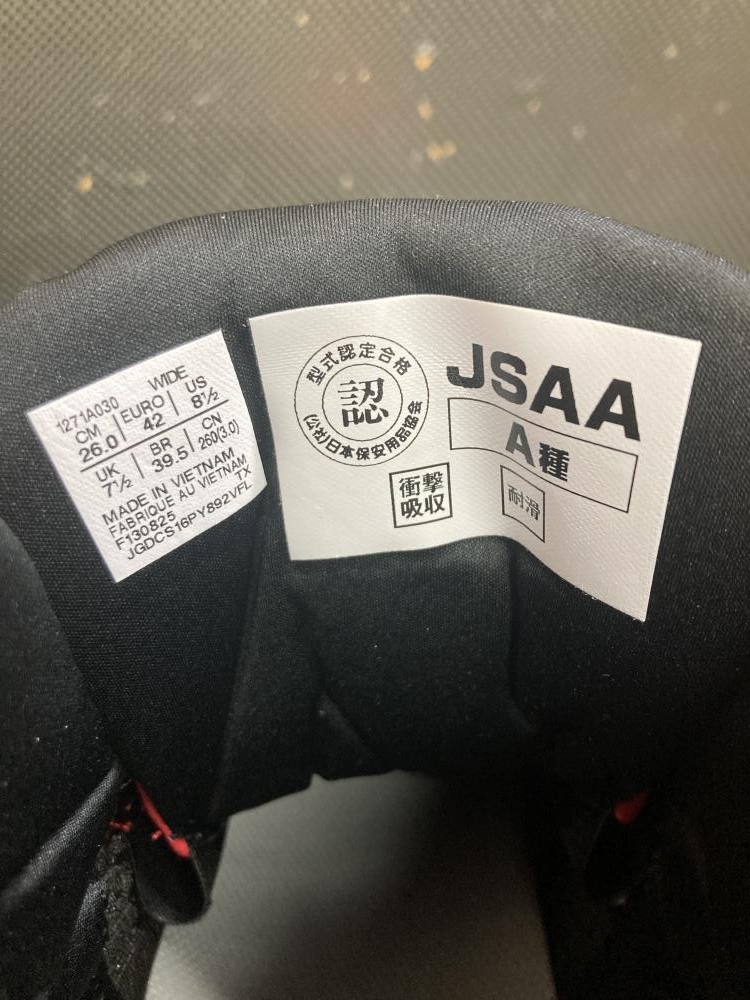 1271A030 WIDE
CM EURO US
26.0 42 8½
UK BR CN
7½ 39.5 260(3.0)
MADE IN VIETNAM
FABRIQUE AU VIETNAM
F130825 TX
JGDCS16PY892VFL
型式認定合格
認
(公社)日本保安用品協会
JSAA
A種
衝撃
吸収
耐滑